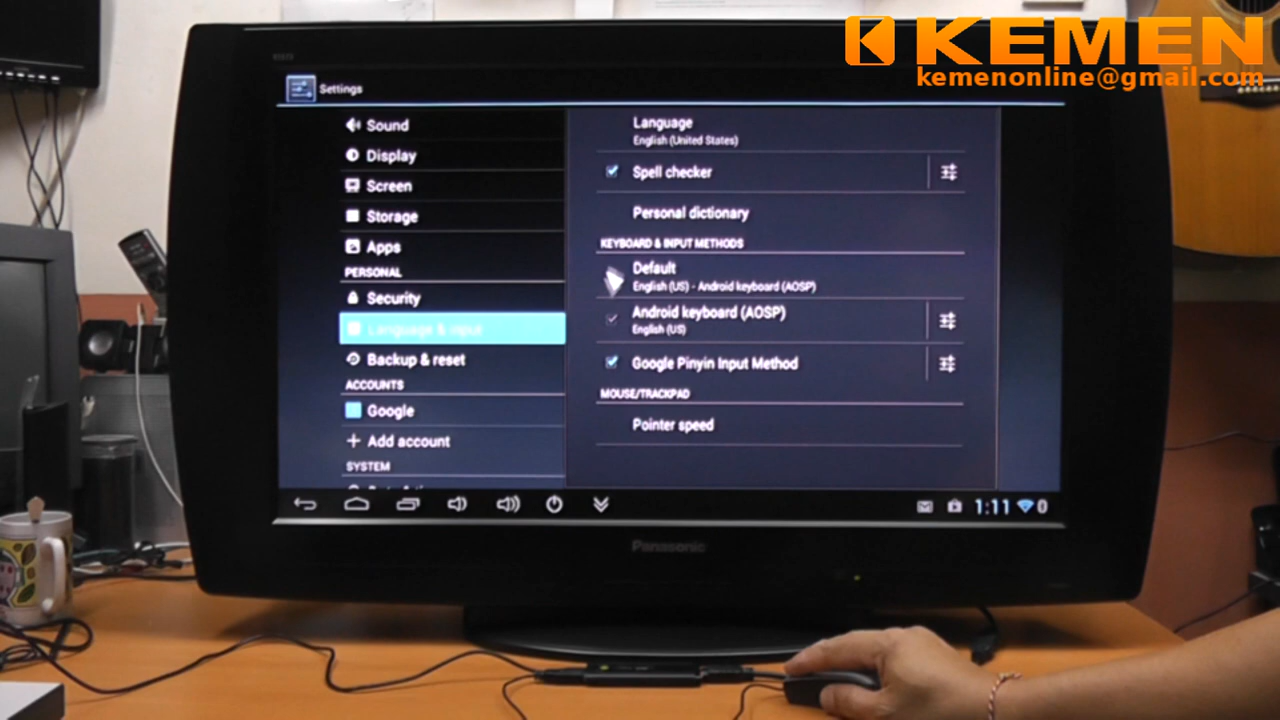 KEMEN
kemenonline@gmail.com
Settings
Sound
Display
Screen
Storage
Apps
PERSONAL
Security
Language & input
Backup & reset
ACCOUNTS
Google
Add account
SYSTEM
Language
English (United States)
Spell checker
Personal dictionary
KEYBOARD & INPUT METHODS
Default
English (US) - Android keyboard (AOSP)
Android keyboard (AOSP)
English (US)
Google Pinyin Input Method
MOUSE/TRACKPAD
Pointer speed
1:11
0
Panasonic